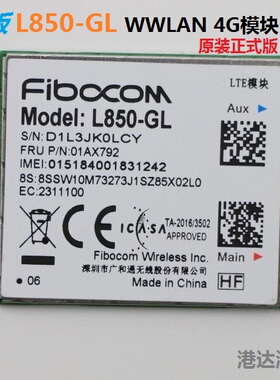 L850-GL WWLAN 4G模块
原装正式版
Fibocom
LTE模块
Model: L850-GL
Aux
S/N: D1L3JK0LCY
FRU P/N:01AX792
IMEI:015184001831242
8S:8SSW10M73273J1SZ85X02L0
EC:2311100
TA-2016/3502
APPROVED
ICASA
Main
Fibocom Wireless Inc.
深圳市广和通无线股份有限公司
06
HF
港达